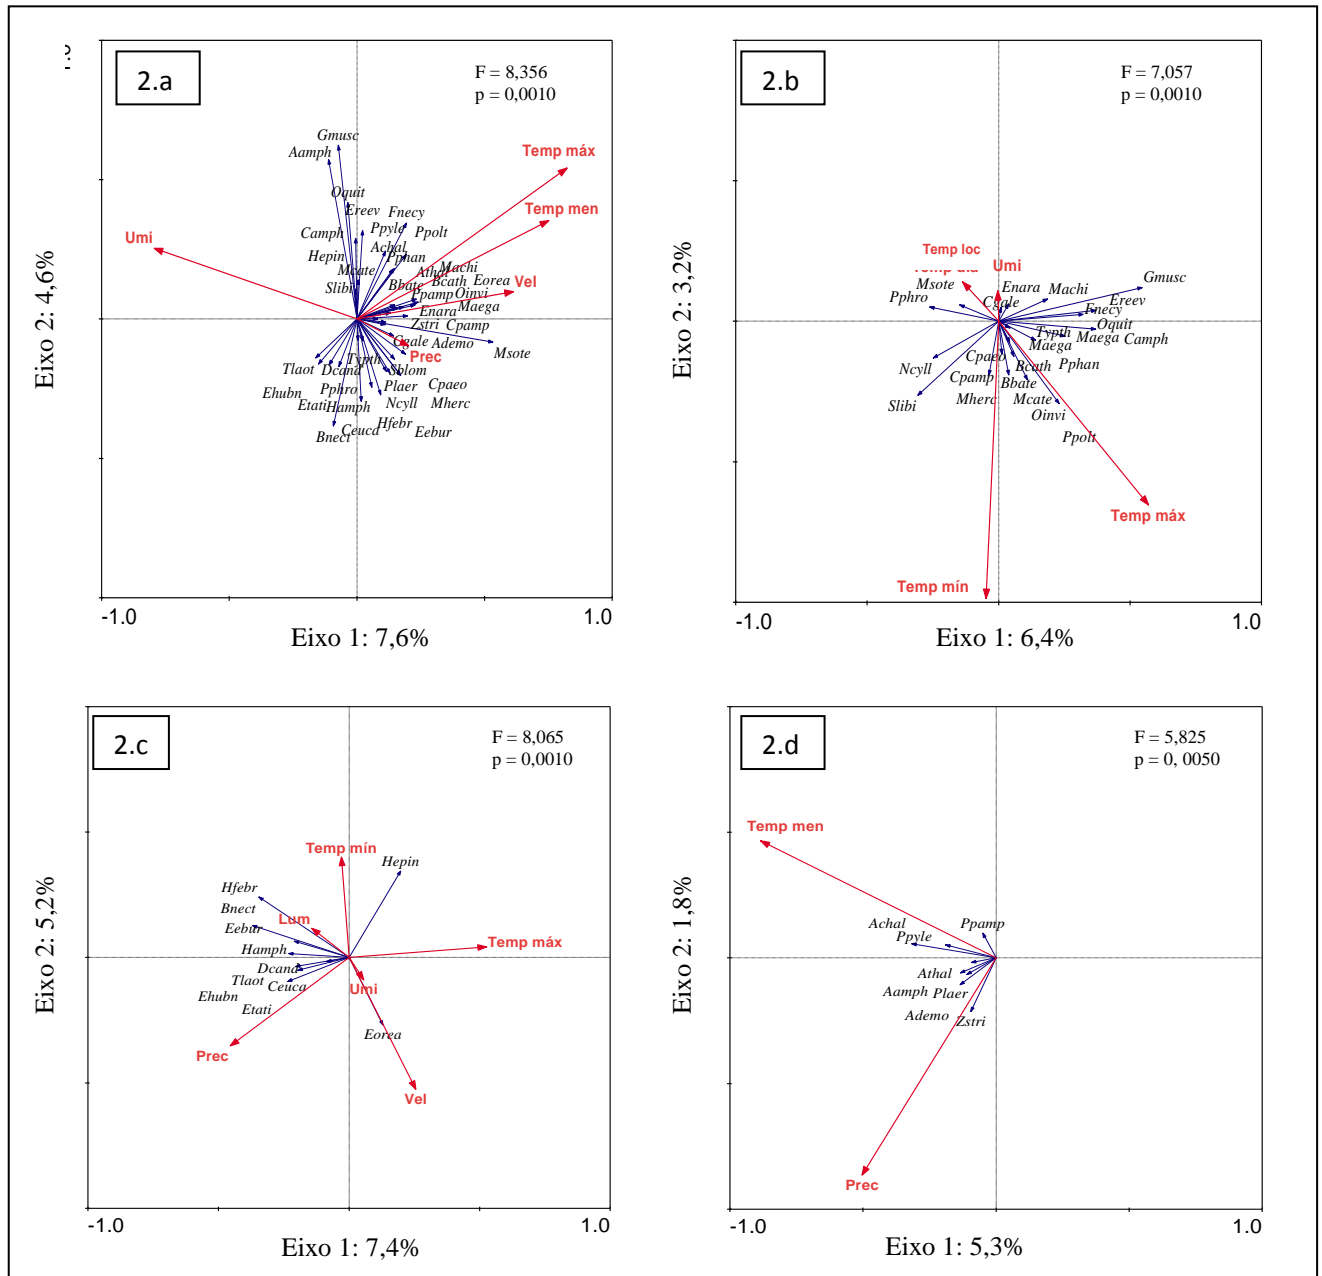 2.a
F = 8,356
p = 0,0010
Gmusc
Aamph
Temp máx
Oquit
Ereev
Fnecy
Temp men
Camph
Ppyle
Ppolt
Umi
Hepin
Achal
Pphan
Mcate
Athal
Machi
Slibi
Bbate
Bcath
Eorea
Vel
Ppamp
Oinvi
Enara
Maega
Zstri
Cpamp
Cgale
Ademo
Msote
Prec
Tlaot
Dcand
Typth
Sblom
Ehubn
Pphro
Plaer
Cpaeo
Etati
Hamph
Ncyll
Mherc
Bnect
Ceuca
Hfebr
Eebur
Eixo 2: 4,6%
-1.0
1.0
Eixo 1: 7,6%
2.b
F = 7,057
p = 0,0010
Temp loc
Umi
Msote
Enara
Machi
Gmusc
Pphro
Cgale
Ereev
Fnecy
Oquit
Typth
Maega
Camph
Maega
Ncyll
Cpaeo
Bcath
Pphan
Cpamp
Bbate
Slibi
Mherc
Mcate
Oinvi
Ppolt
Temp máx
Temp mín
Eixo 2: 3,2%
-1.0
1.0
Eixo 1: 6,4%
2.c
F = 8,065
p = 0,0010
Temp mín
Hepin
Hfebr
Bnect
Lum
Eebur
Temp máx
Hamph
Dcand
Tlaot
Ceuca
Umi
Ehubn
Etati
Eorea
Prec
Vel
Eixo 2: 5,2%
-1.0
1.0
Eixo 1: 7,4%
2.d
F = 5,825
p = 0, 0050
Temp men
Achal
Ppamp
Ppyle
Athal
Aamph
Plaer
Ademo
Zstri
Prec
Eixo 2: 1,8%
-1.0
1.0
Eixo 1: 5,3%